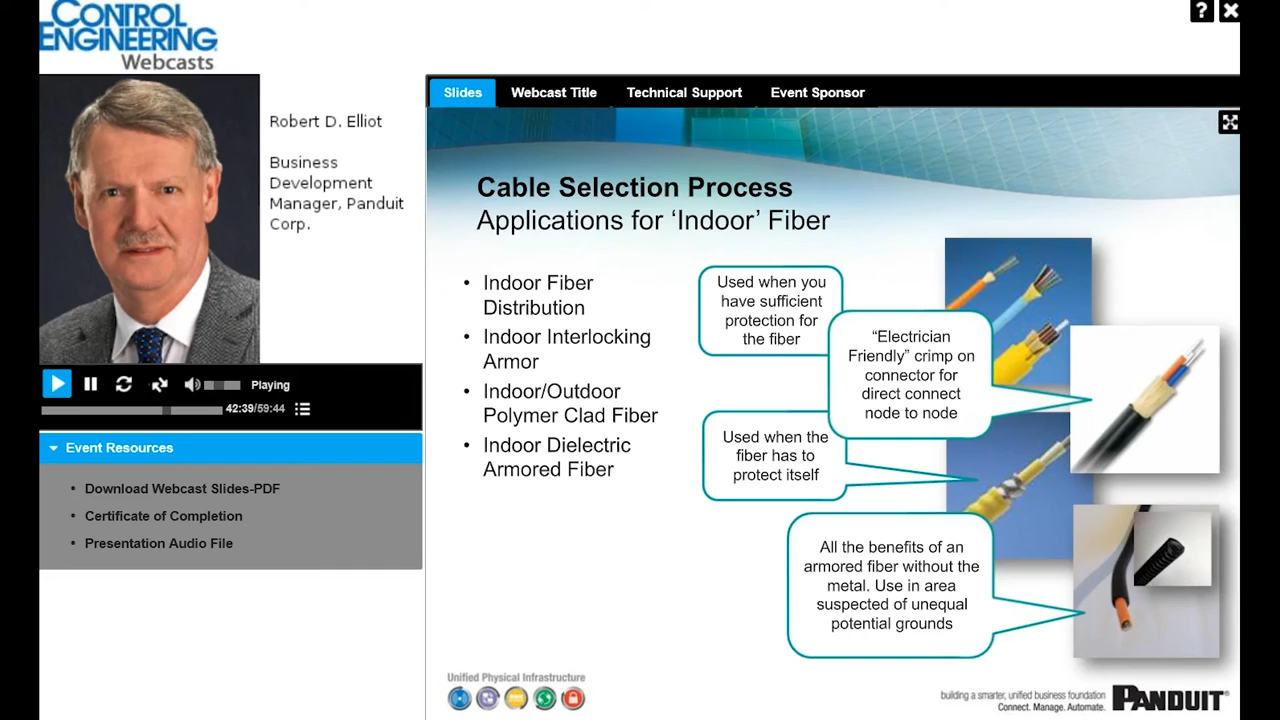 CONTROL
ENGINEERING
Webcasts
?
Robert D. Elliot
Business
Development
Manager, Panduit
Corp.
Playing
42:39/59:44
Event Resources
• Download Webcast Slides-PDF
• Certificate of Completion
• Presentation Audio File
Slides
Webcast Title
Technical Support
Event Sponsor
Cable Selection Process
Applications for ‘Indoor’ Fiber
• Indoor Fiber
Distribution
• Indoor Interlocking
Armor
• Indoor/Outdoor
Polymer Clad Fiber
• Indoor Dielectric
Armored Fiber
Used when you
have sufficient
protection for
the fiber
“Electrician
Friendly” crimp on
connector for
direct connect
node to node
Used when the
fiber has to
protect itself
All the benefits of an
armored fiber without the
metal. Use in area
suspected of unequal
potential grounds
Unified Physical Infrastructure
building a smarter, unified business foundation
Connect. Manage. Automate.
PANDUIT